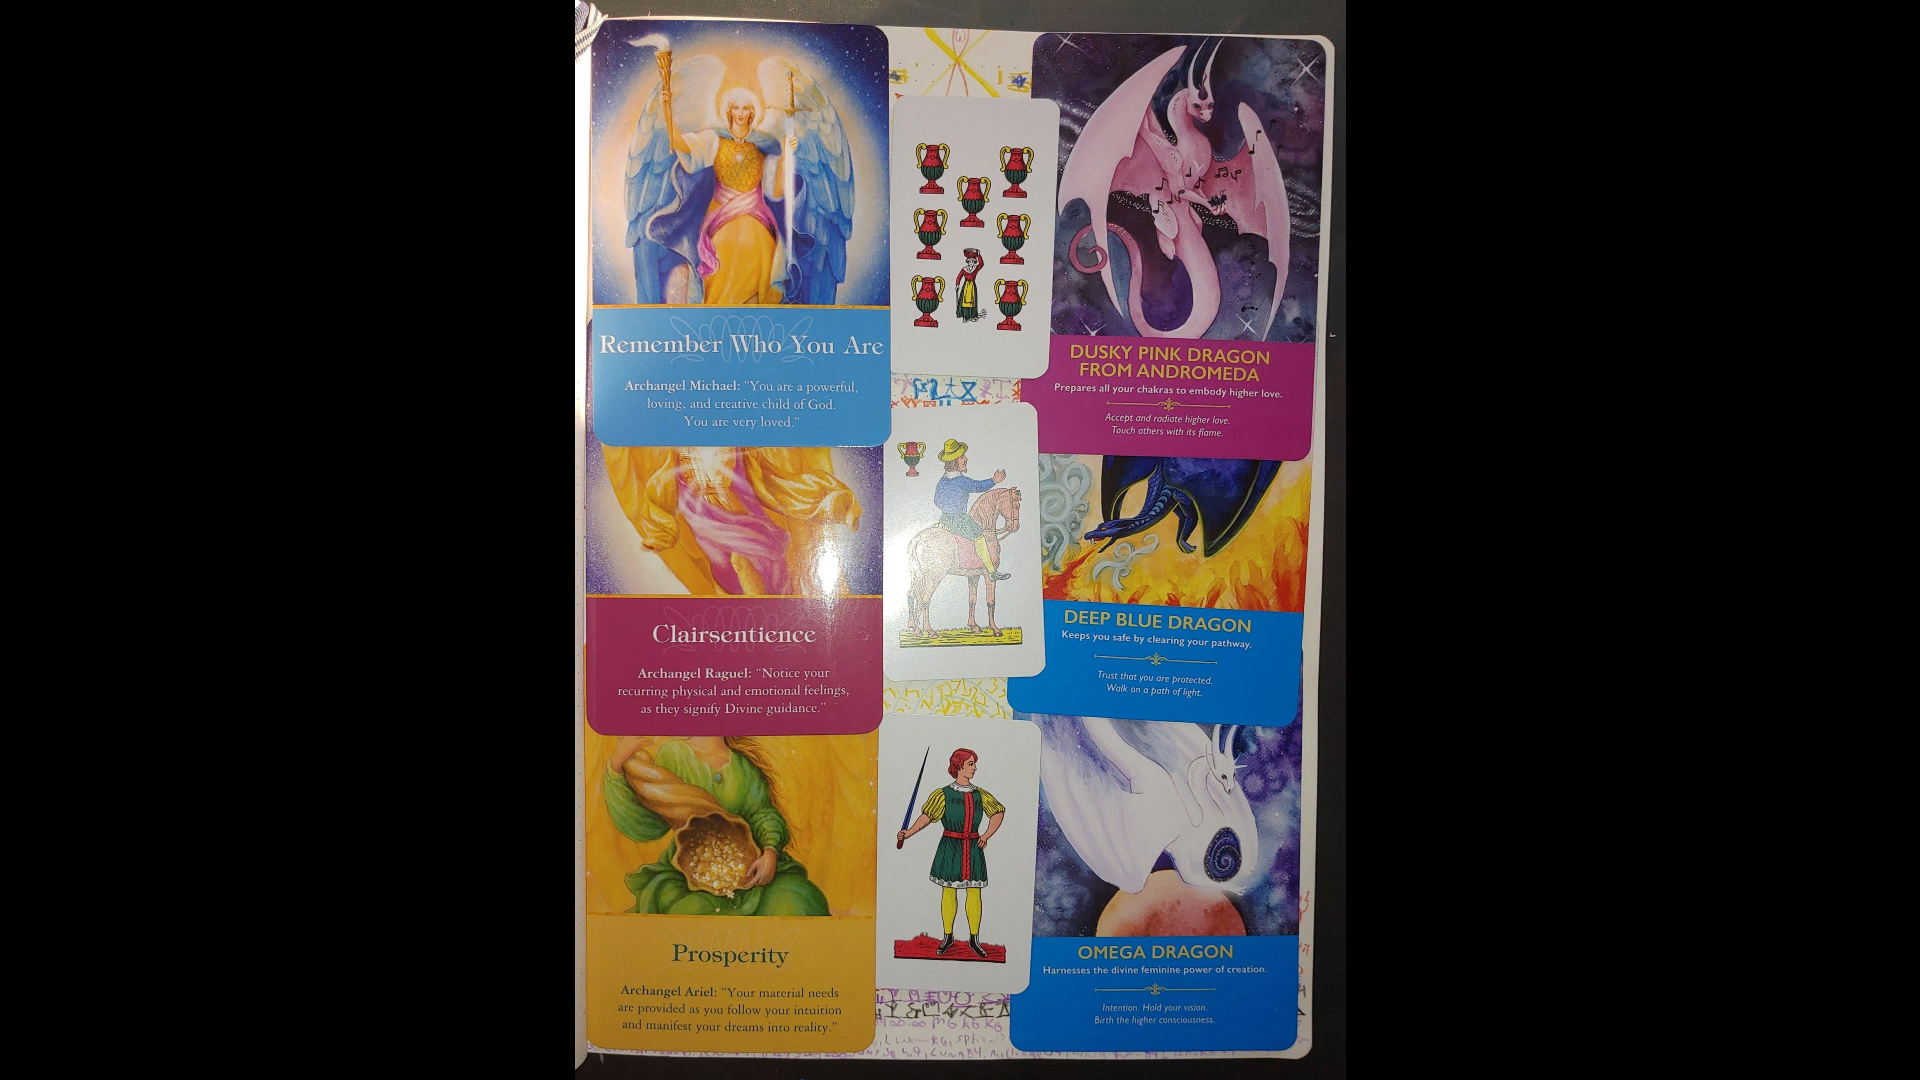 Remember Who You Are
Archangel Michael: "You are a powerful,
loving, and creative child of God.
You are very loved."
Clairsentience
Archangel Raguel: "Notice your
recurring physical and emotional feelings,
as they signify Divine guidance."
Prosperity
Archangel Ariel: "Your material needs
are provided as you follow your intuition
and manifest your dreams into reality."
DUSKY PINK DRAGON
FROM ANDROMEDA
Prepares all your chakras to embody higher love.
Accept and radiate higher love.
Touch others with its flame.
DEEP BLUE DRAGON
Keeps you safe by clearing your pathway.
Trust that you are protected.
Walk on a path of light.
OMEGA DRAGON
Harnesses the divine feminine power of creation.
Intention. Hold your vision.
Birth the higher consciousness.